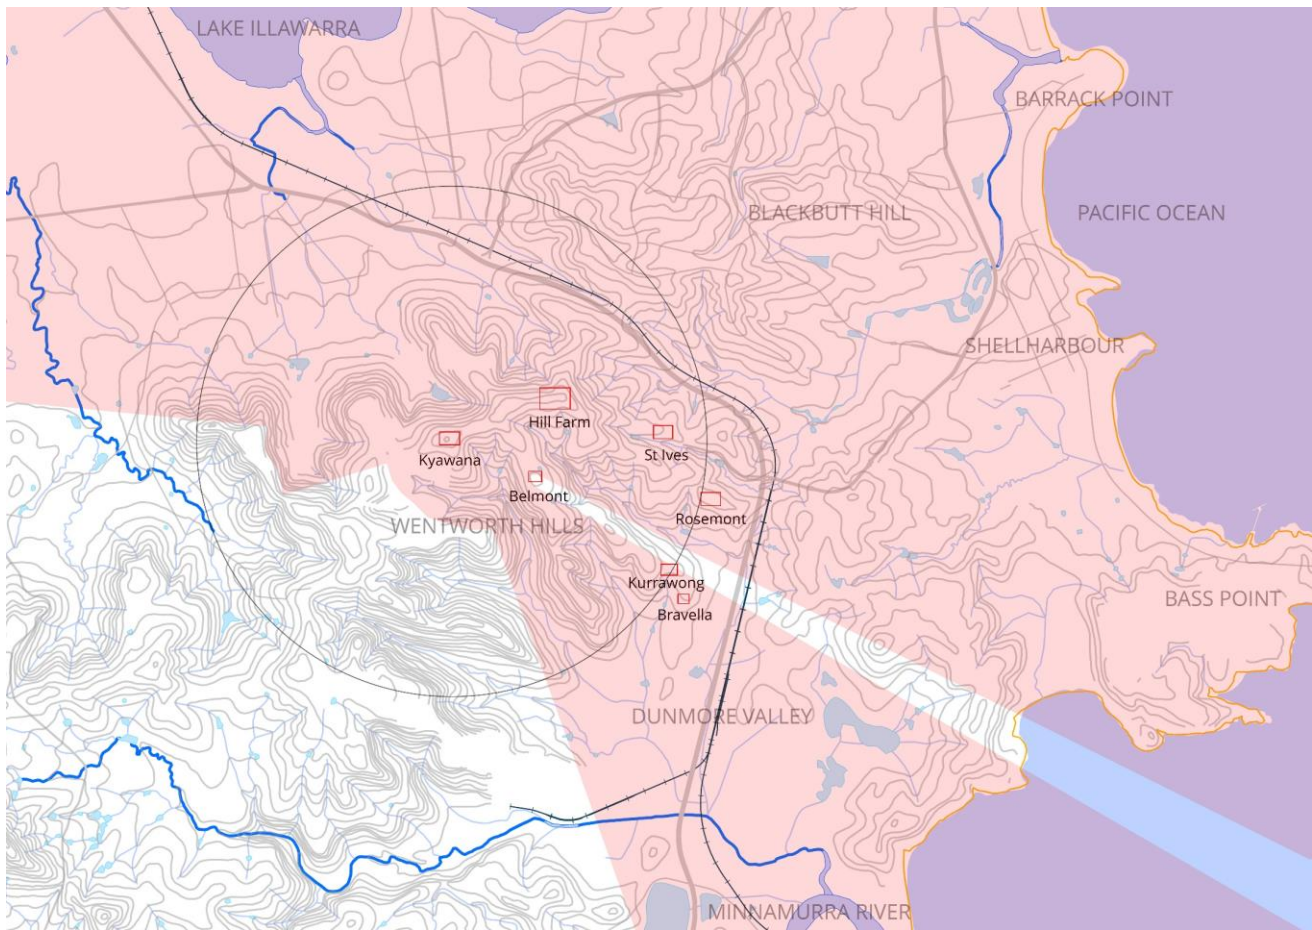 LAKE ILLAWARRA
BARRACK POINT
BLACKBUTT HILL
PACIFIC OCEAN
SHELLHARBOUR
Hill Farm
St Ives
Kyawana
Belmont
Rosemont
WENTWORTH HILLS
Kurrawong
BASS POINT
Bravella
DUNMORE VALLEY
MINNAMURRA RIVER